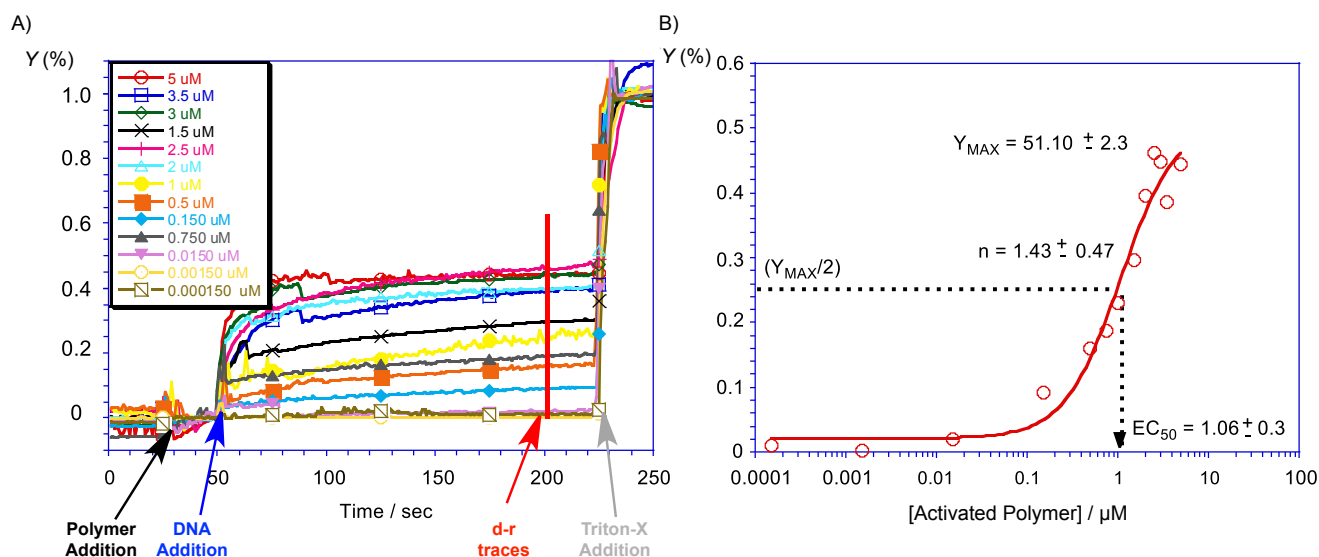 A)
Y (%)
5 uM
3.5 uM
3 uM
1.5 uM
2.5 uM
2 uM
1 uM
0.5 uM
0.150 uM
0.750 uM
0.0150 uM
0.00150 uM
0.000150 uM
1.0
0.8
0.6
0.4
0.2
0
0 50 100 150 200 250
Time / sec
Polymer
Addition
DNA
Addition
d-r
traces
Triton-X
Addition
B)
Y (%)
0.6
0.5
0.4
0.3
0.2
0.1
0
YMAX = 51.10 ± 2.3
n = 1.43 ± 0.47
(YMAX/2)
EC50 = 1.06 ± 0.3
0.0001 0.001 0.01 0.1 1 10 100
[Activated Polymer] / µM